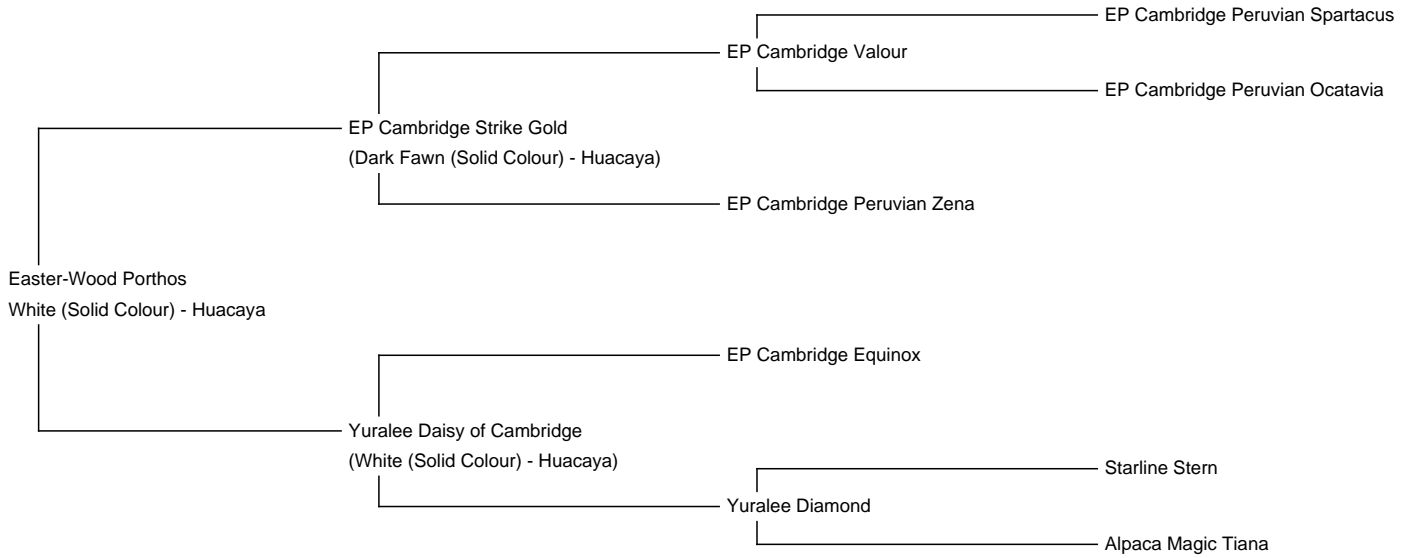 EP Cambridge Peruvian Spartacus
EP Cambridge Valour
EP Cambridge Peruvian Ocatavia
EP Cambridge Strike Gold
(Dark Fawn (Solid Colour) - Huacaya)
EP Cambridge Peruvian Zena
Easter-Wood Porthos
White (Solid Colour) - Huacaya
EP Cambridge Equinox
Yuralee Daisy of Cambridge
(White (Solid Colour) - Huacaya)
Starline Stern
Yuralee Diamond
Alpaca Magic Tiana